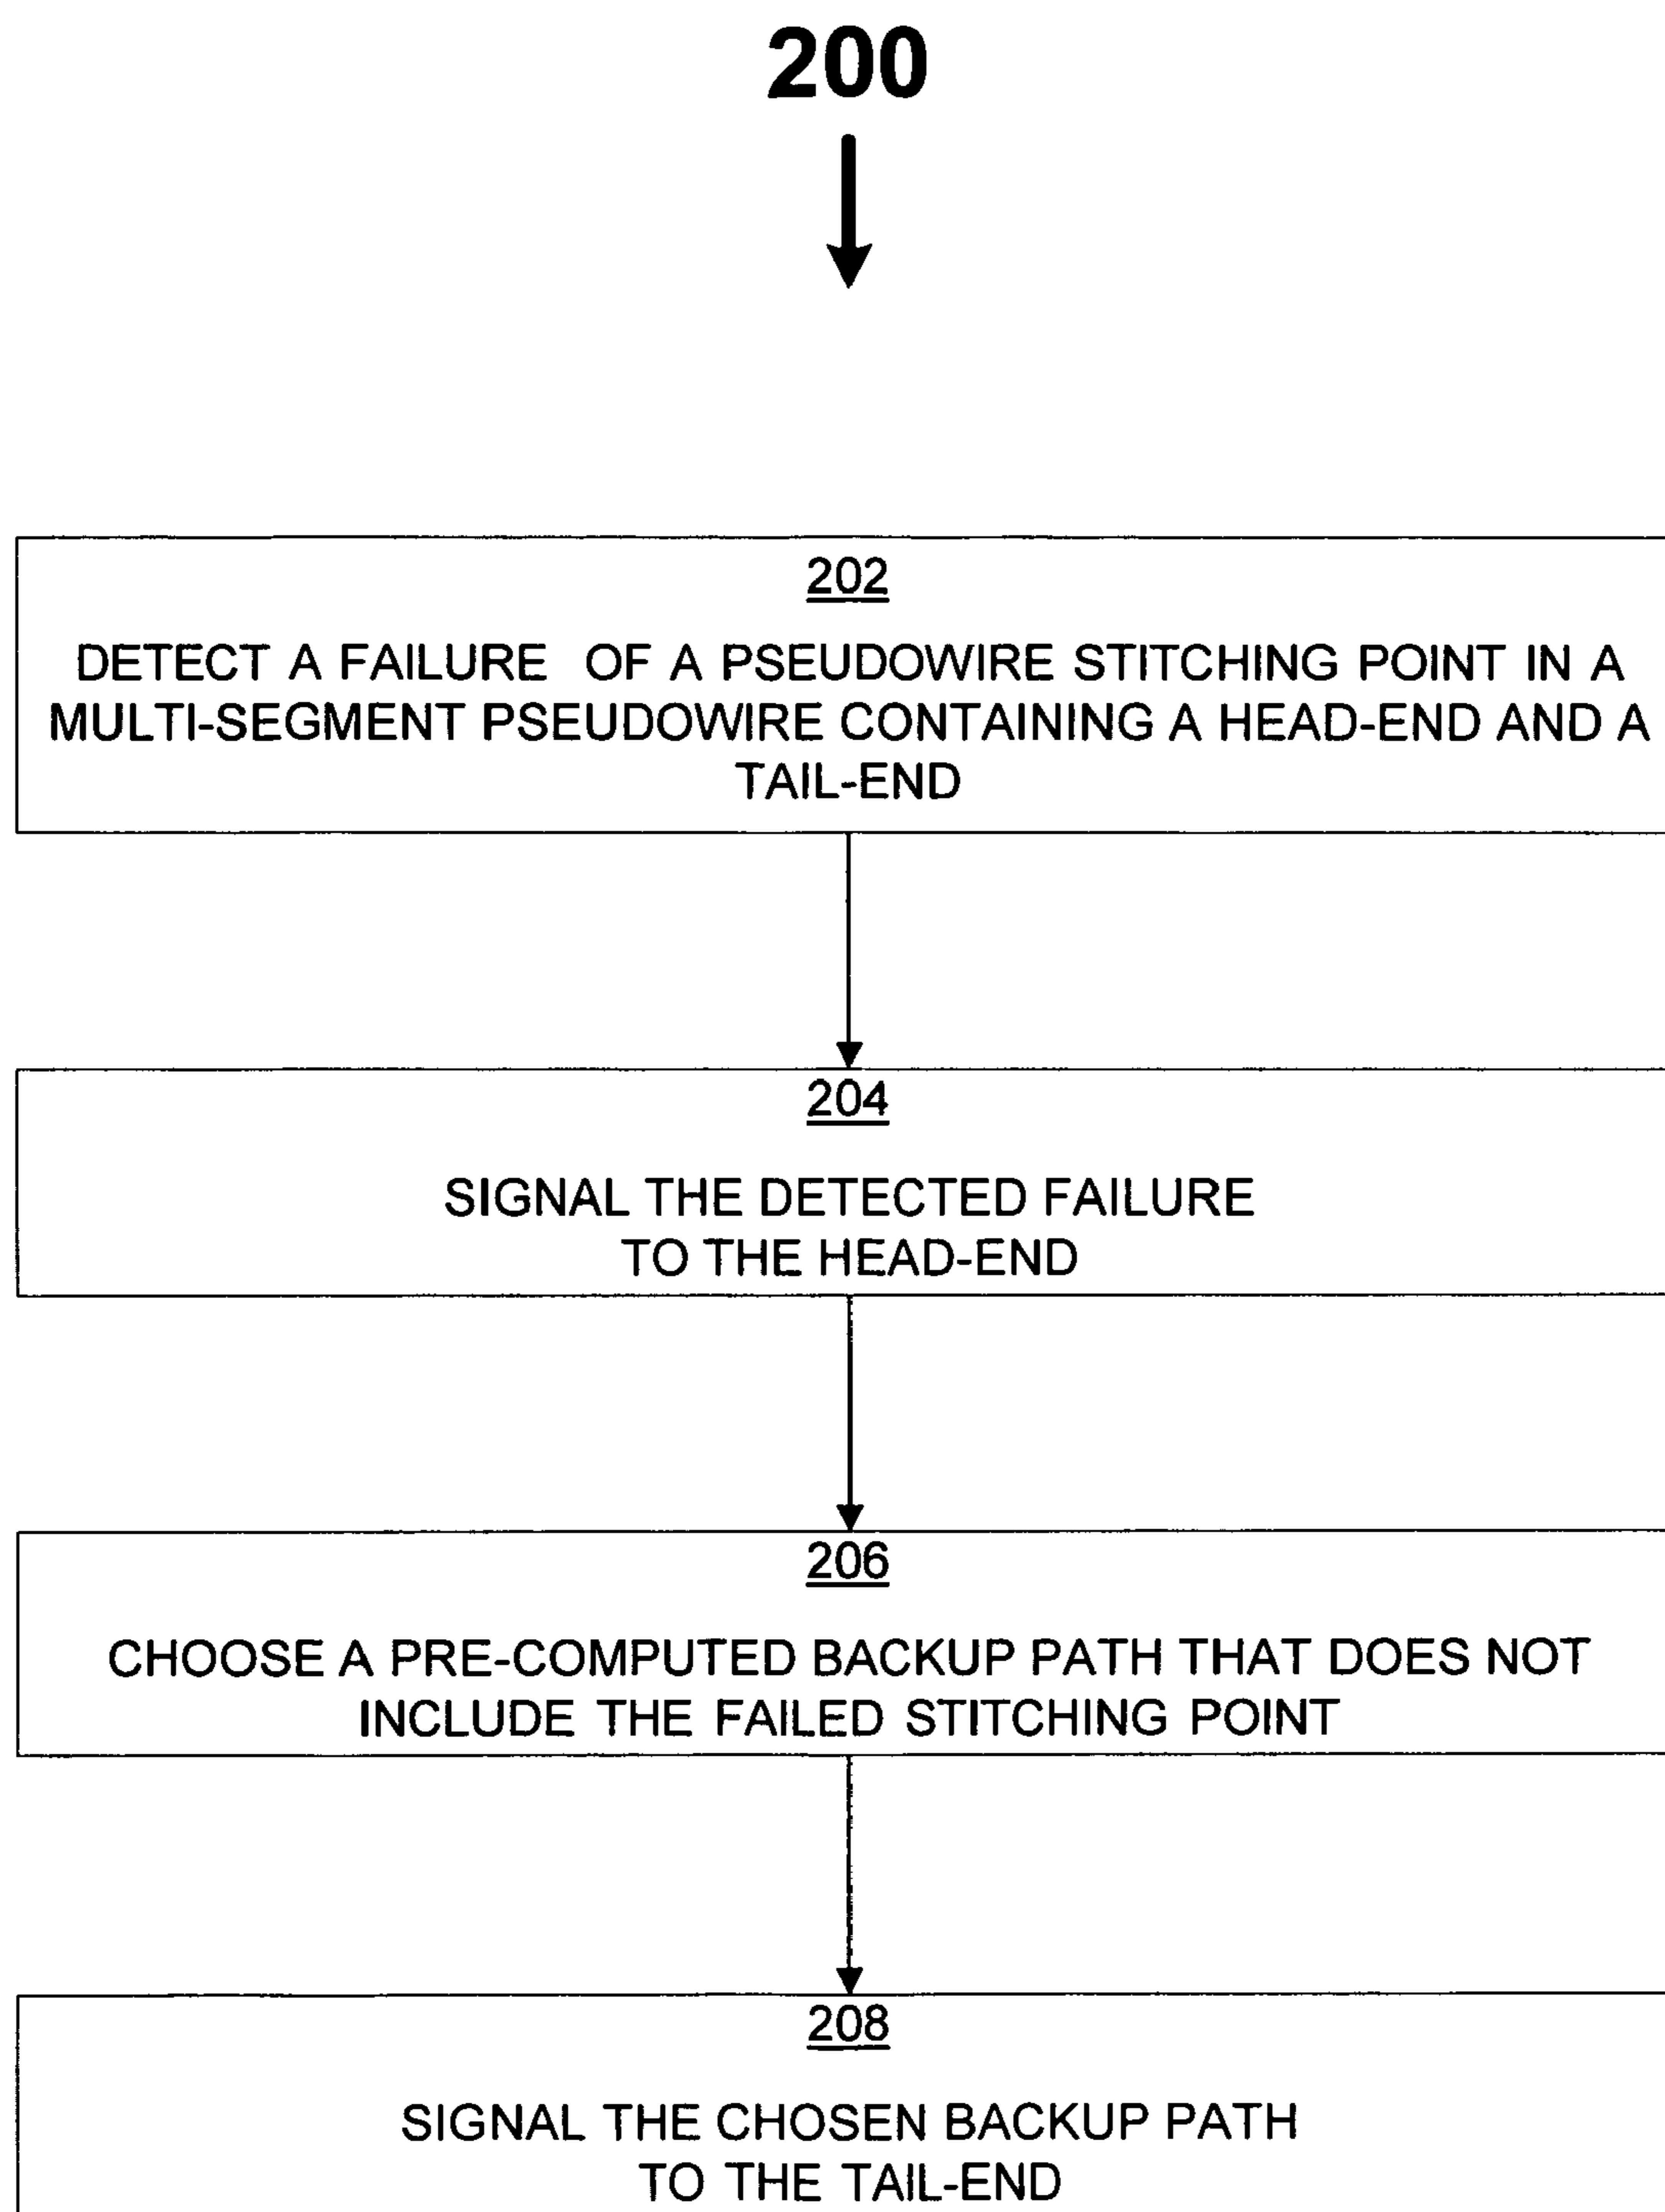 200
202
DETECT A FAILURE OF A PSEUDOWIRE STITCHING POINT IN A
MULTI-SEGMENT PSEUDOWIRE CONTAINING A HEAD-END AND A
TAIL-END
204
SIGNAL THE DETECTED FAILURE
TO THE HEAD-END
206
CHOOSE A PRE-COMPUTED BACKUP PATH THAT DOES NOT
INCLUDE THE FAILED STITCHING POINT
208
SIGNAL THE CHOSEN BACKUP PATH
TO THE TAIL-END